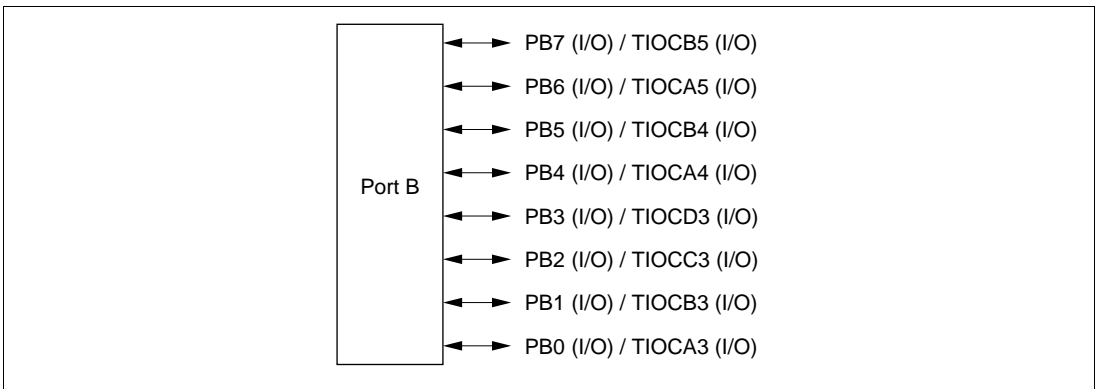 PB7 (I/O) / TIOCB5 (I/O)
PB6 (I/O) / TIOCA5 (I/O)
PB5 (I/O) / TIOCB4 (I/O)
PB4 (I/O) / TIOCA4 (I/O)
Port B
PB3 (I/O) / TIOCD3 (I/O)
PB2 (I/O) / TIOCC3 (I/O)
PB1 (I/O) / TIOCB3 (I/O)
PB0 (I/O) / TIOCA3 (I/O)